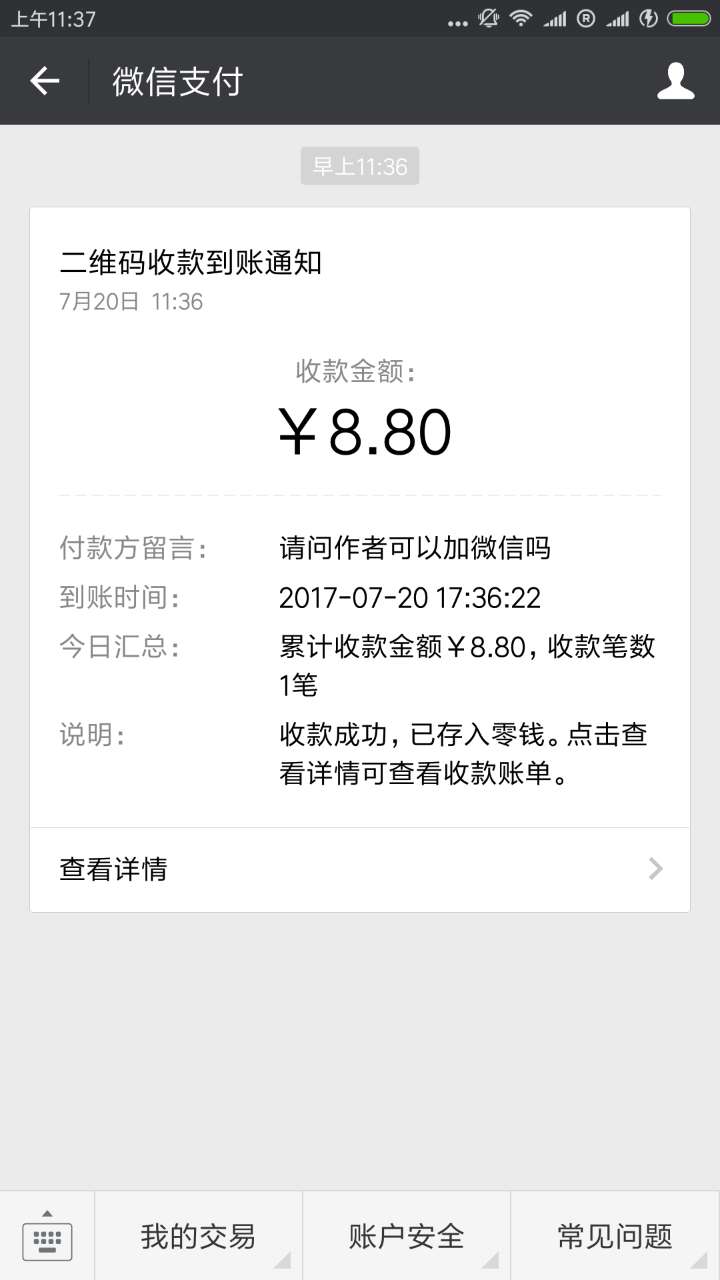 上午11:37
微信支付
早上11:36
二维码收款到账通知
7月20日 11:36
收款金额：
￥8.80
付款方留言： 请问作者可以加微信吗
到账时间： 2017-07-20 17:36:22
今日汇总： 累计收款金额￥8.80，收款笔数
1笔
说明： 收款成功，已存入零钱。点击查
看详情可查看收款账单。
查看详情
我的交易 账户安全 常见问题